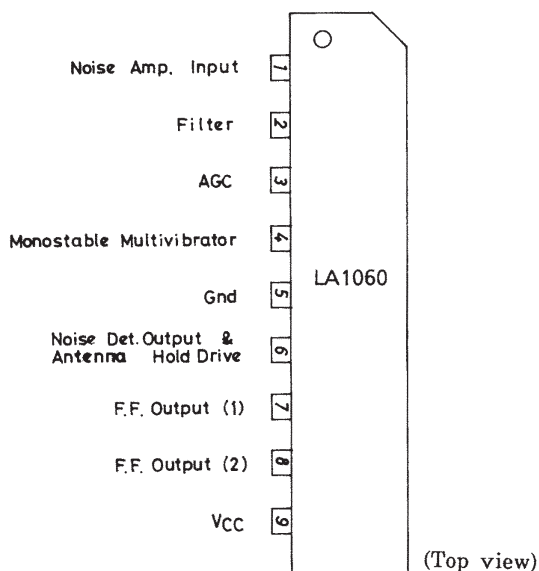 Noise Amp. Input 1
Filter 2
AGC 3
Monostable Multivibrator 4
LA1060
Gnd 5
Noise Det. Output &
Antenna Hold Drive 6
F.F. Output (1) 7
F.F. Output (2) 8
VCC 9
(Top view)